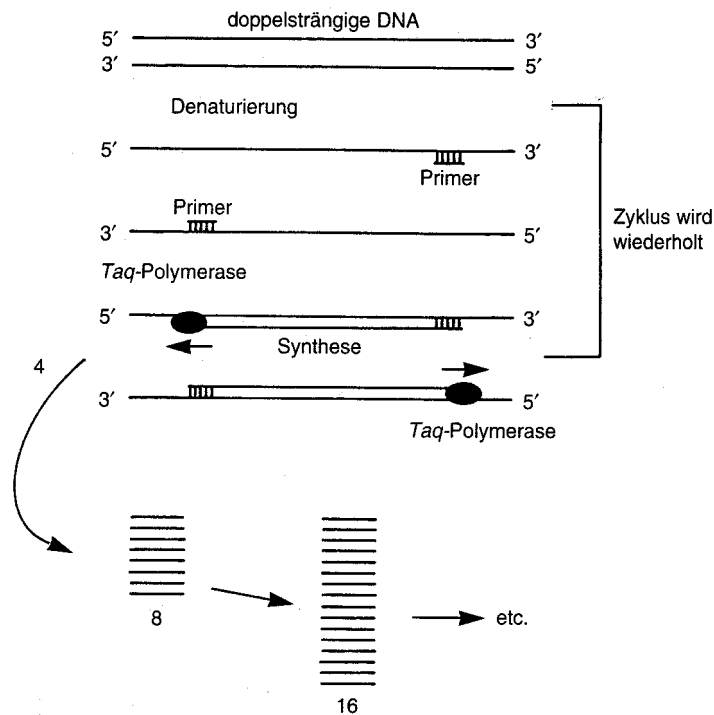 doppelsträngige DNA
5′ 3′
3′ 5′
Denaturierung
5′ 3′
Primer
Primer
3′ 5′
Zyklus wird
wiederholt
Taq-Polymerase
5′ 3′
Synthese
4
3′ 5′
Taq-Polymerase
8
etc.
16